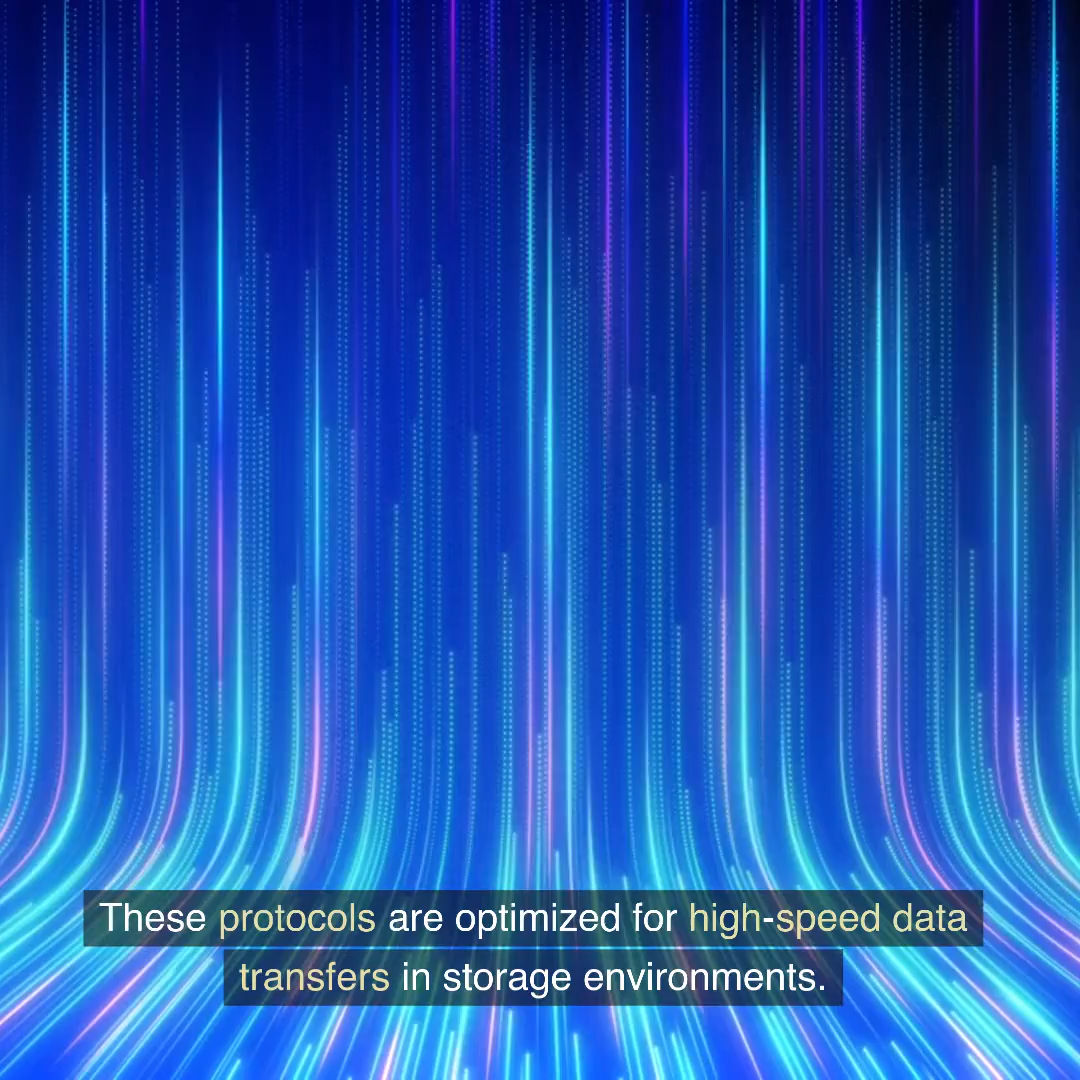 These protocols are optimized for high-speed data
transfers in storage environments.